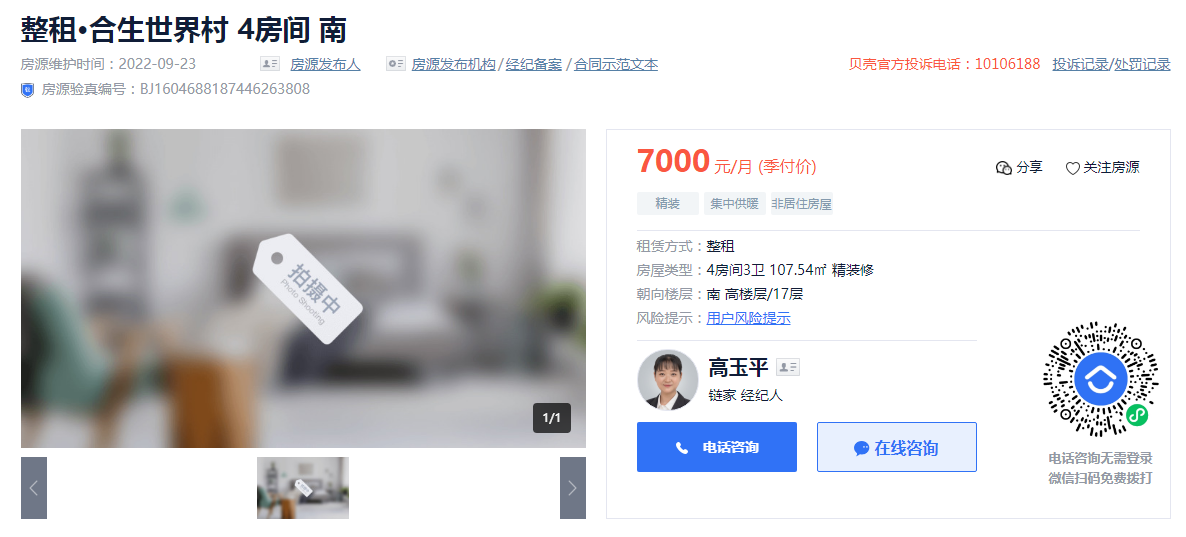 整租·合生世界村 4房间 南
房源维护时间：2022-09-23 房源发布人 房源发布机构/经纪备案 /合同示范文本 贝壳官方投诉电话：10106188 投诉记录/处罚记录
房源验真编号：BJ1604688187446263808
拍摄中
Photo Shooting
1/1
7000 元/月 (季付价) 分享 关注房源
精装 集中供暖 非居住房屋
租赁方式：整租
房屋类型：4房间3卫 107.54㎡ 精装修
朝向楼层：南 高楼层/17层
风险提示：用户风险提示
高玉平
链家 经纪人
电话咨询 在线咨询
电话咨询无需登录
微信扫码免费拨打